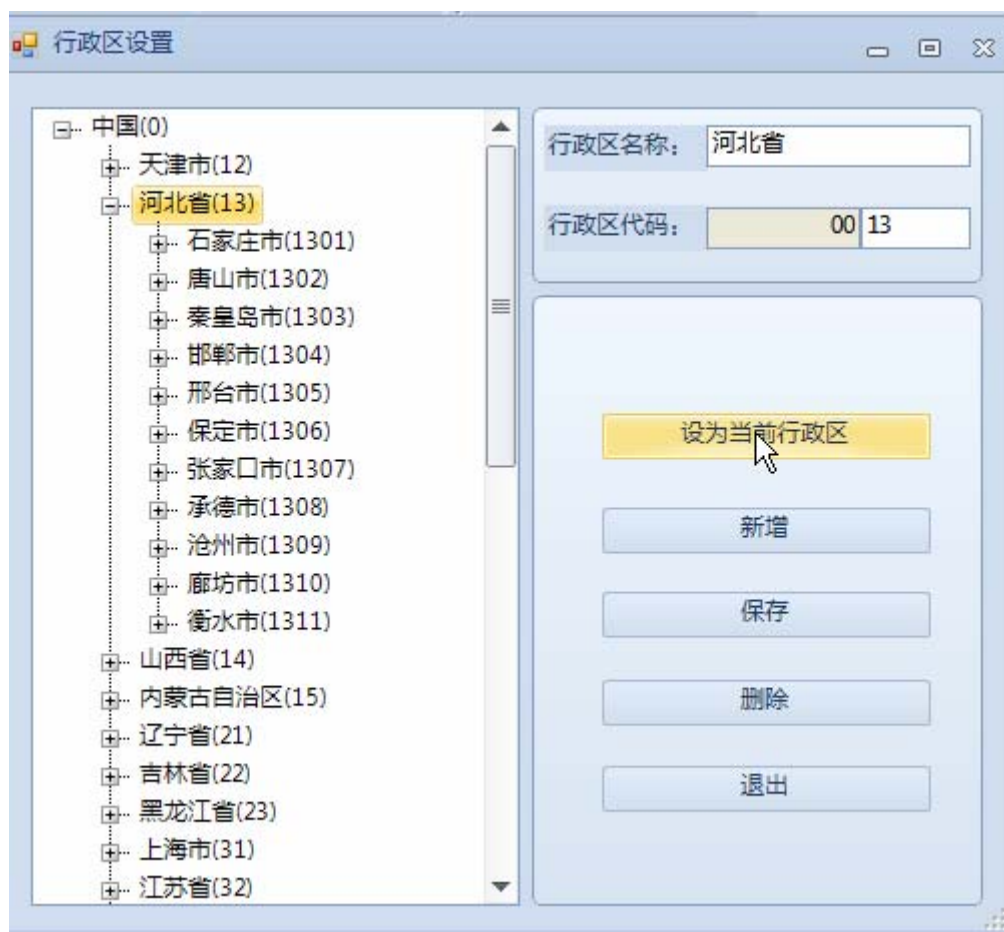 行政区设置
中国(0)
天津市(12)
河北省(13)
石家庄市(1301)
唐山市(1302)
秦皇岛市(1303)
邯郸市(1304)
邢台市(1305)
保定市(1306)
张家口市(1307)
承德市(1308)
沧州市(1309)
廊坊市(1310)
衡水市(1311)
山西省(14)
内蒙古自治区(15)
辽宁省(21)
吉林省(22)
黑龙江省(23)
上海市(31)
江苏省(32)
行政区名称: 河北省
行政区代码: 00 13
设为当前行政区
新增
保存
删除
退出